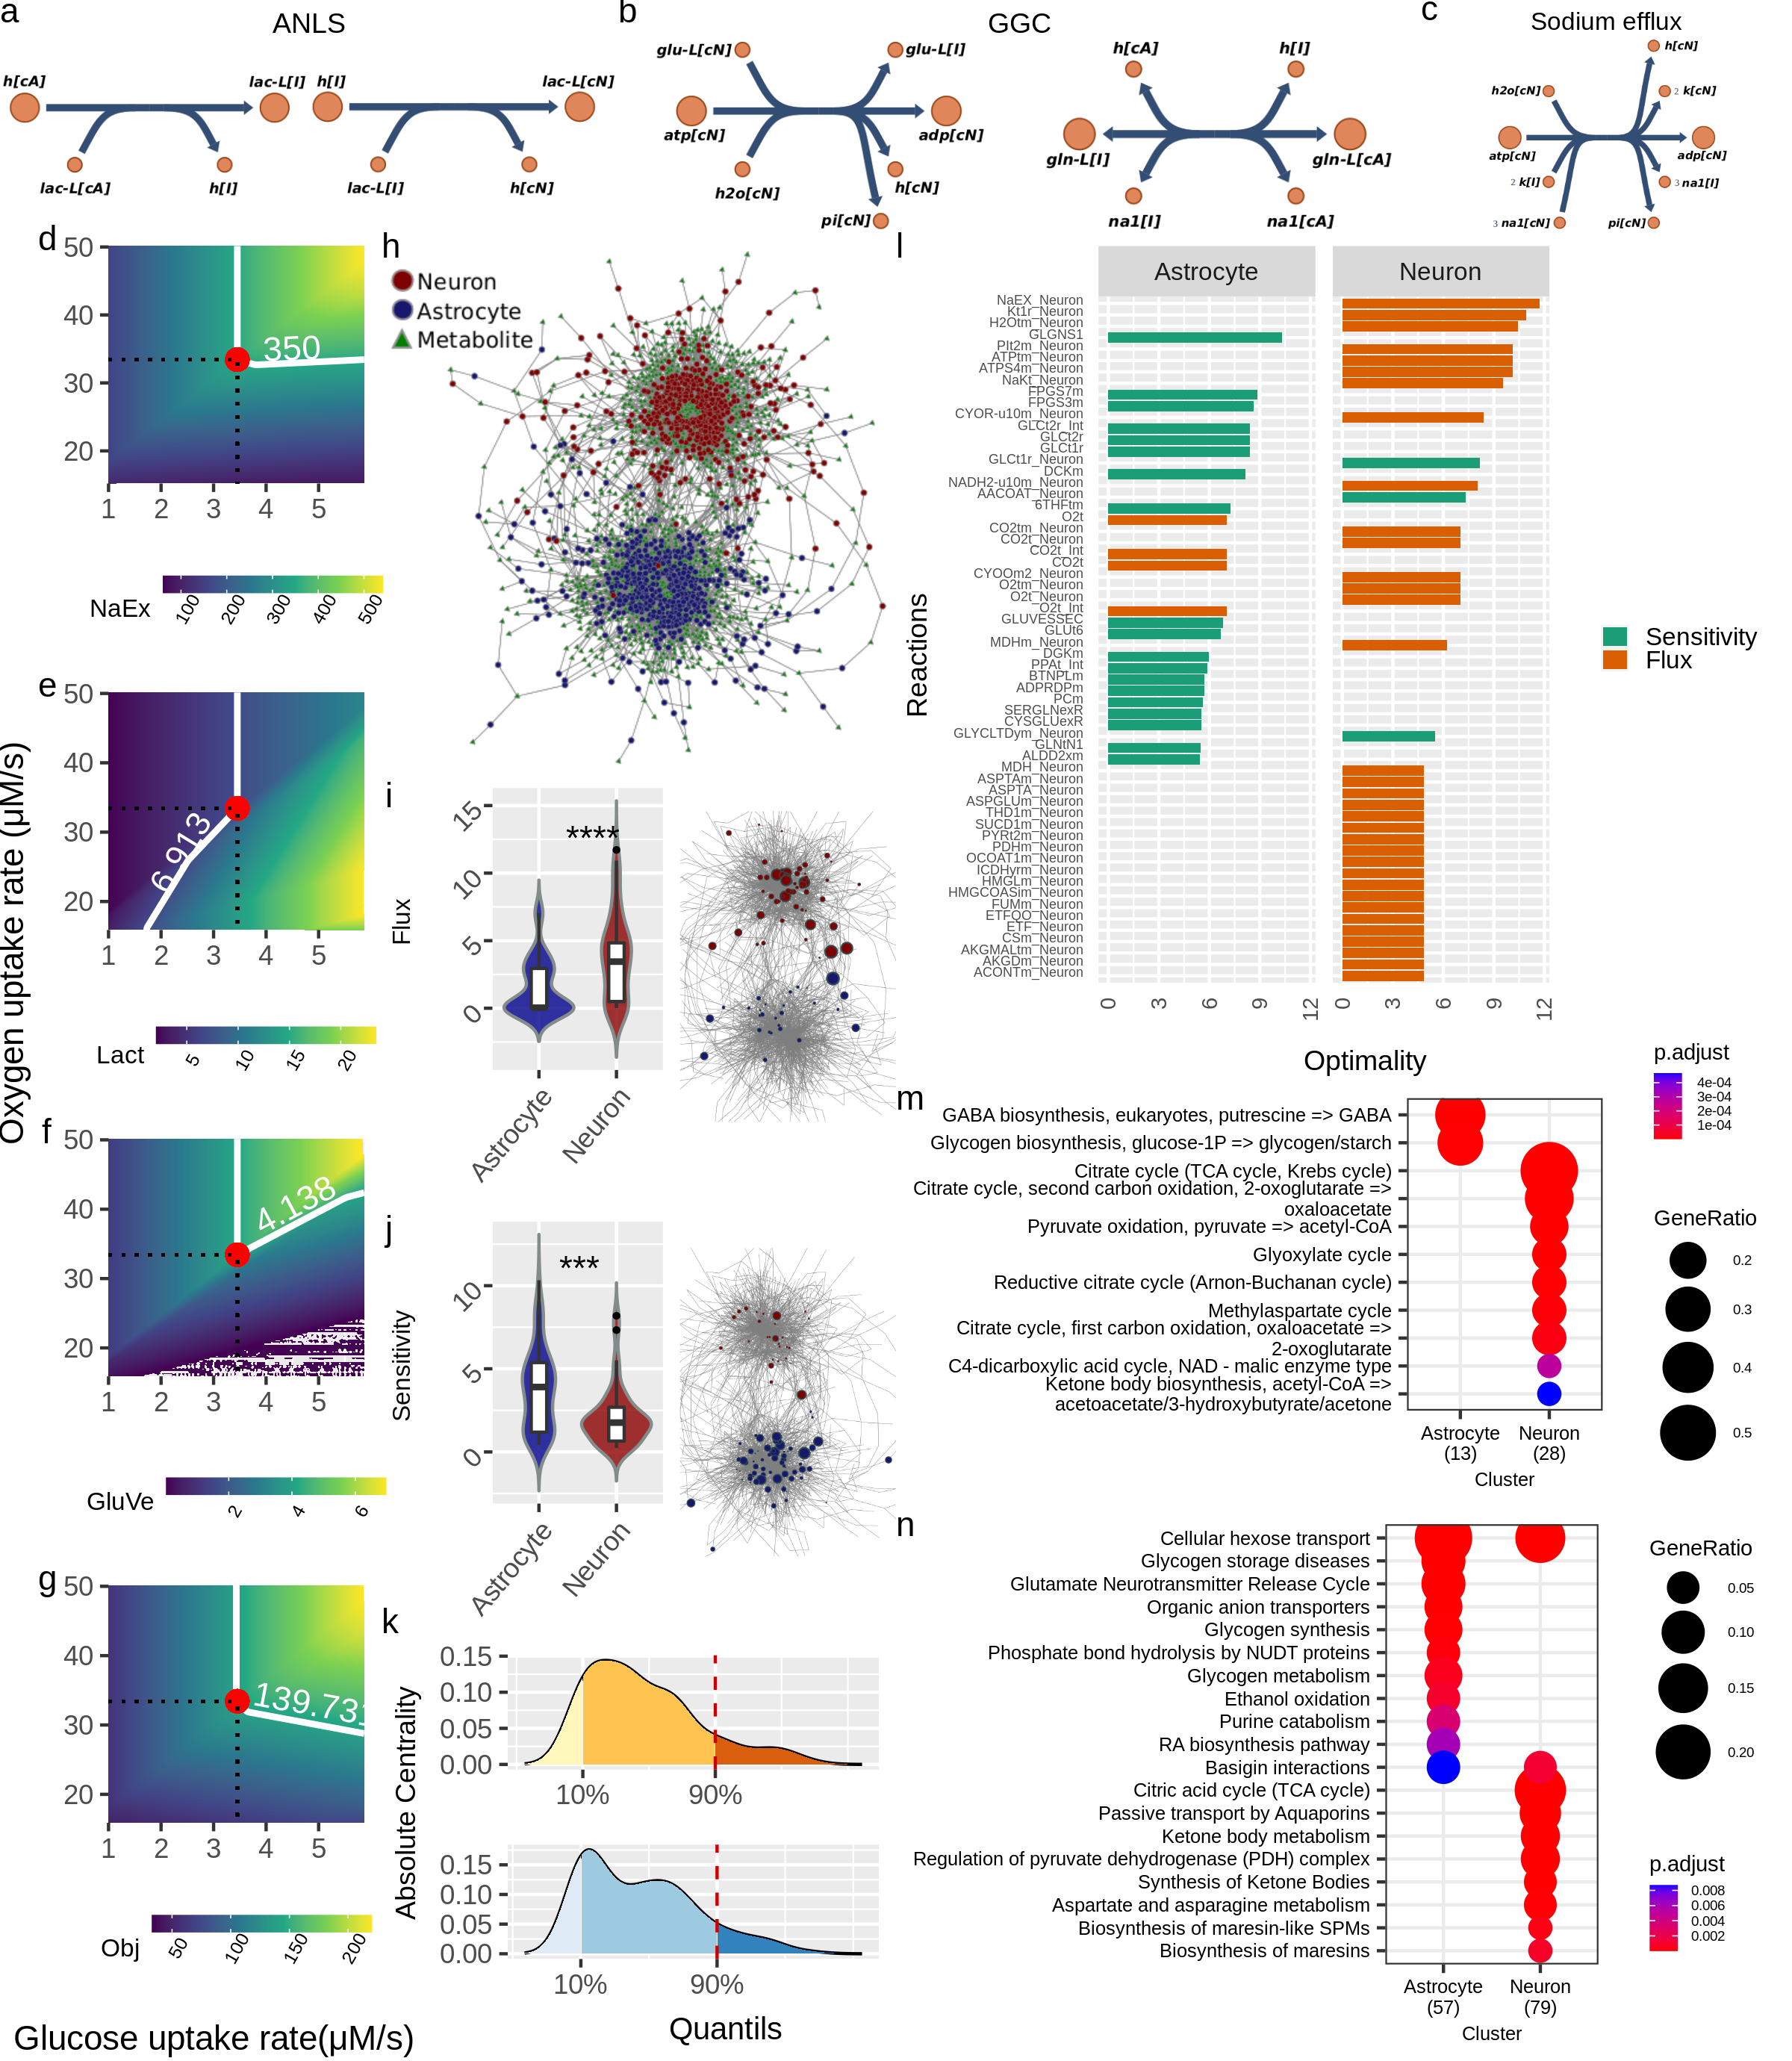 a
ANLS
h[cA]
lac-L[I]
h[I]
lac-L[cN]
lac-L[cA]
h[I]
lac-L[I]
h[cN]
b
GGC
glu-L[cN]
glu-L[I]
atp[cN]
adp[cN]
h2o[cN]
h[cN]
pi[cN]
h[cA]
h[I]
gln-L[I]
gln-L[cA]
na1[I]
na1[cA]
c
Sodium efflux
h[cN]
h2o[cN]
2 k[cN]
atp[cN]
adp[cN]
2 k[I]
3 na1[I]
3 na1[cN]
pi[cN]
Oxygen uptake rate (μM/s)
d
50
40
30
20
350
1 2 3 4 5
NaEx
100 200 300 400 500
e
50
40
30
20
6.913
1 2 3 4 5
Lact
5 10 15 20
f
50
40
30
20
4.138
1 2 3 4 5
GluVe
2 4 6
g
50
40
30
20
139.731
1 2 3 4 5
Obj
50 100 150 200
Glucose uptake rate(μM/s)
h
Neuron
Astrocyte
Metabolite
i
Flux
15
10
5
0
****
Astrocyte
Neuron
j
Sensitivity
10
5
0
***
Astrocyte
Neuron
k
Absolute Centrality
0.15
0.10
0.05
0.00
10% 90%
0.15
0.10
0.05
0.00
10% 90%
Quantils
l
Astrocyte
Neuron
Reactions
NaEX_Neuron
Kt1r_Neuron
H2Otm_Neuron
GLGNS1
PIt2m_Neuron
ATPtm_Neuron
ATPS4m_Neuron
NaKt_Neuron
FPGS7m
FPGS3m
CYOR-u10m_Neuron
GLCt2r_Int
GLCt2r
GLCt1r
GLCt1r_Neuron
DCKm
NADH2-u10m_Neuron
AACOAT_Neuron
6THFtm
O2t
CO2tm_Neuron
CO2t_Neuron
CO2t_Int
CO2t
CYOOm2_Neuron
O2tm_Neuron
O2t_Neuron
O2t_Int
GLUVESSEC
GLUt6
MDHm_Neuron
DGKm
PPAt_Int
BTNPLm
ADPRDPm
PCm
SERGLNexR
CYSGLUexR
GLYCLTDym_Neuron
GLNtN1
ALDD2xm
MDH_Neuron
ASPTAm_Neuron
ASPTA_Neuron
ASPGLUm_Neuron
THD1m_Neuron
SUCD1m_Neuron
PYRt2m_Neuron
PDHm_Neuron
OCOAT1m_Neuron
ICDHyrm_Neuron
HMGLm_Neuron
HMGCOASim_Neuron
FUMm_Neuron
ETFQO_Neuron
ETF_Neuron
CSm_Neuron
AKGMALtm_Neuron
AKGDm_Neuron
ACONTm_Neuron
0 3 6 9 12
0 3 6 9 12
Optimality
Sensitivity
Flux
m
GABA biosynthesis, eukaryotes, putrescine => GABA
Glycogen biosynthesis, glucose-1P => glycogen/starch
Citrate cycle (TCA cycle, Krebs cycle)
Citrate cycle, second carbon oxidation, 2-oxoglutarate =>
oxaloacetate
Pyruvate oxidation, pyruvate => acetyl-CoA
Glyoxylate cycle
Reductive citrate cycle (Arnon-Buchanan cycle)
Methylaspartate cycle
Citrate cycle, first carbon oxidation, oxaloacetate =>
2-oxoglutarate
C4-dicarboxylic acid cycle, NAD - malic enzyme type
Ketone body biosynthesis, acetyl-CoA =>
acetoacetate/3-hydroxybutyrate/acetone
Astrocyte
(13)
Neuron
(28)
Cluster
p.adjust
4e-04
3e-04
2e-04
1e-04
GeneRatio
0.2
0.3
0.4
0.5
n
Cellular hexose transport
Glycogen storage diseases
Glutamate Neurotransmitter Release Cycle
Organic anion transporters
Glycogen synthesis
Phosphate bond hydrolysis by NUDT proteins
Glycogen metabolism
Ethanol oxidation
Purine catabolism
RA biosynthesis pathway
Basigin interactions
Citric acid cycle (TCA cycle)
Passive transport by Aquaporins
Ketone body metabolism
Regulation of pyruvate dehydrogenase (PDH) complex
Synthesis of Ketone Bodies
Aspartate and asparagine metabolism
Biosynthesis of maresin-like SPMs
Biosynthesis of maresins
Astrocyte
(57)
Neuron
(79)
Cluster
GeneRatio
0.05
0.10
0.15
0.20
p.adjust
0.008
0.006
0.004
0.002